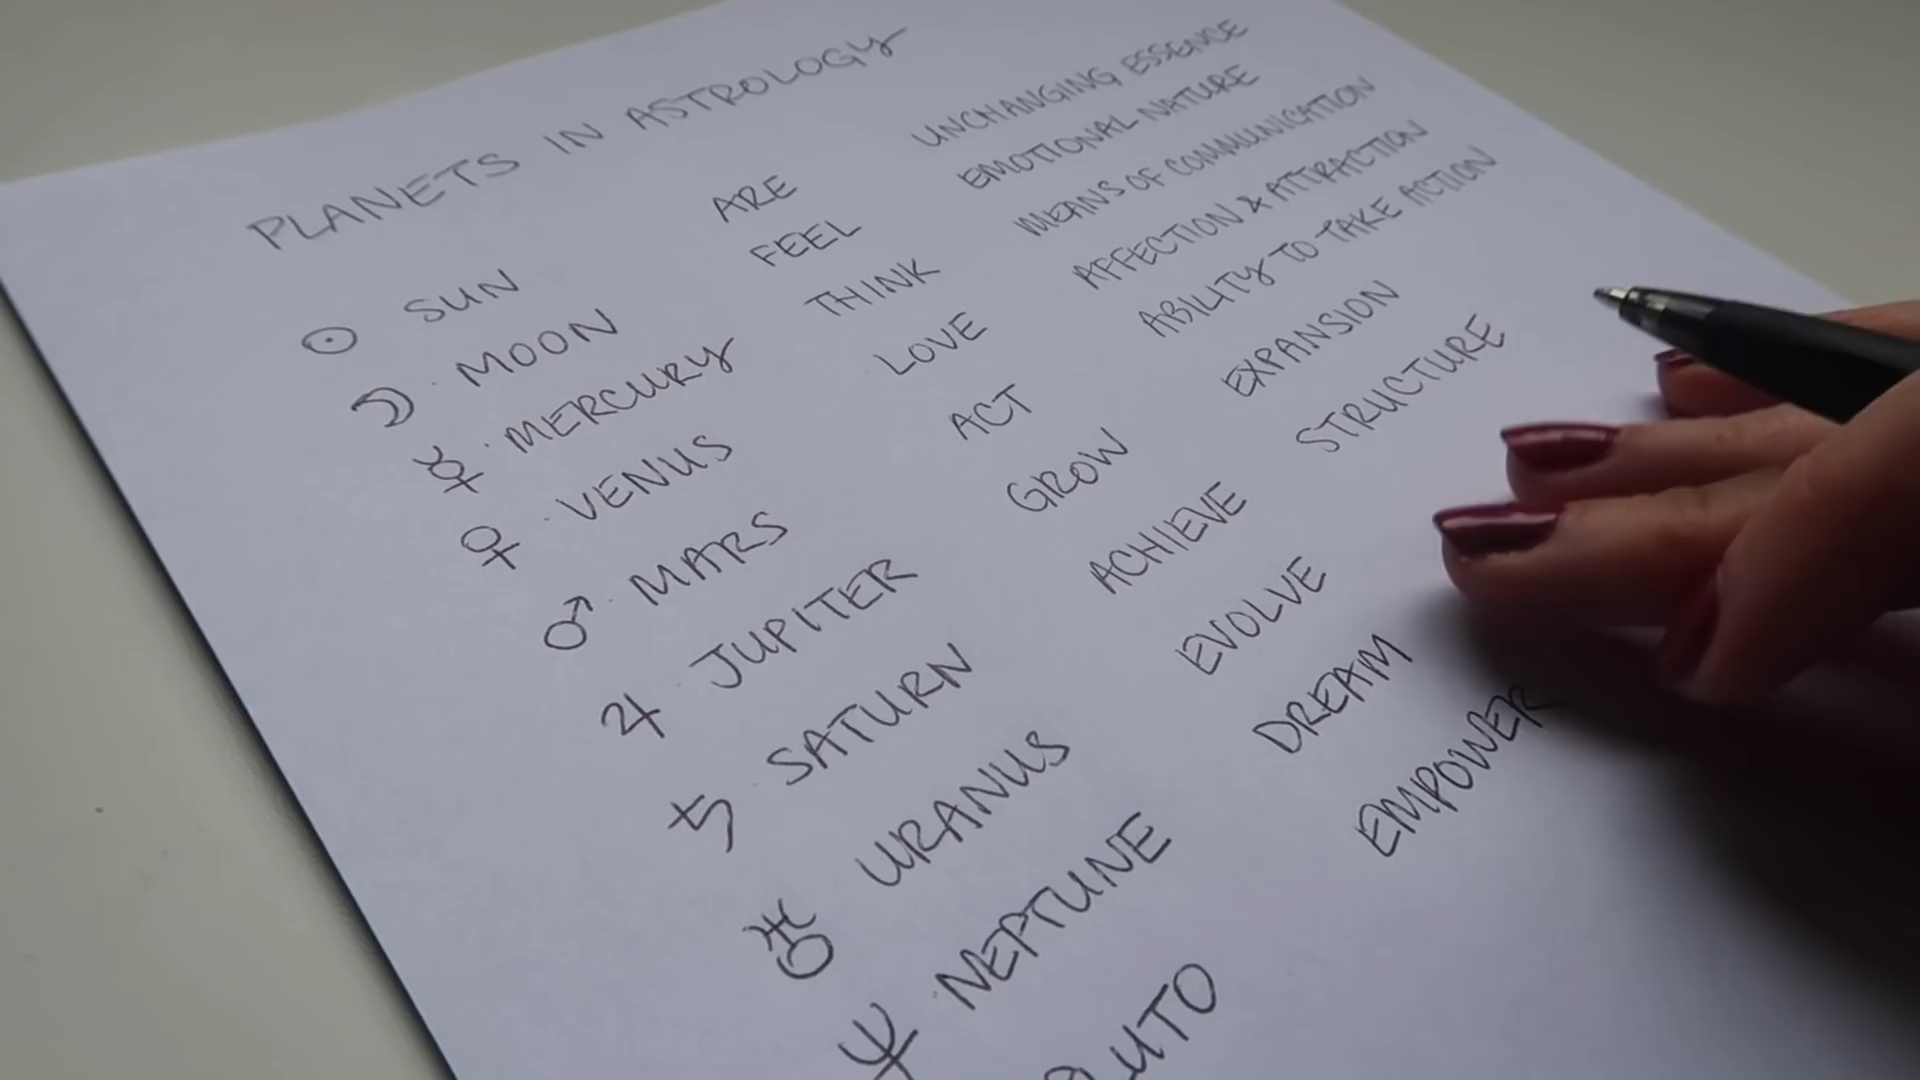 PLANETS IN ASTROLOGY
☉ SUN ARE UNCHANGING ESSENCE
☽ · MOON FEEL EMOTIONAL NATURE
☿ · MERCURY THINK MEANS OF COMMUNICATION
♀ · VENUS LOVE AFFECTION & ATTRACTION
♂ · MARS ACT ABILITY TO TAKE ACTION
♃ · JUPITER GROW EXPANSION
♄ · SATURN ACHIEVE STRUCTURE
♅ URANUS EVOLVE
♆ · NEPTUNE DREAM
LUTO EMPOWER